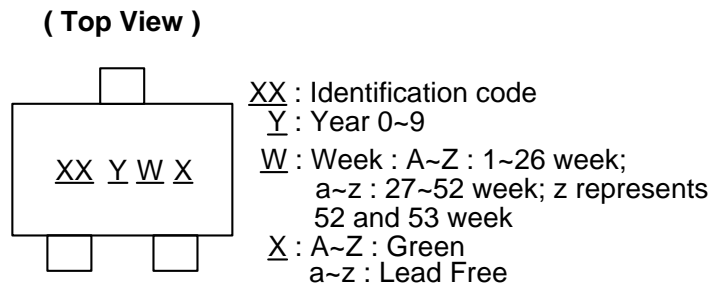 ( Top View )
XX Y W X
XX : Identification code
Y : Year 0~9
W : Week : A~Z : 1~26 week;
a~z : 27~52 week; z represents
52 and 53 week
X : A~Z : Green
a~z : Lead Free